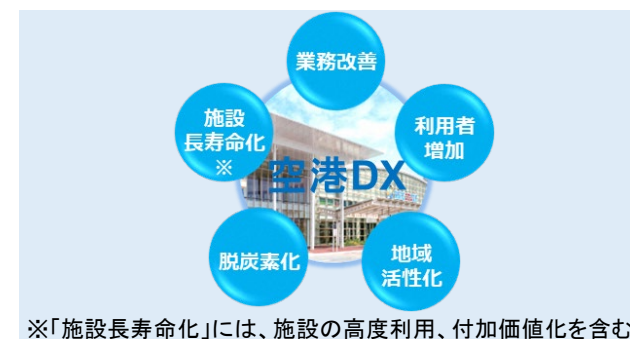 業務改善
施設
長寿命化
※
利用者
増加
空港DX
脱炭素化
地域
活性化
※「施設長寿命化」には、施設の高度利用、付加価値化を含む